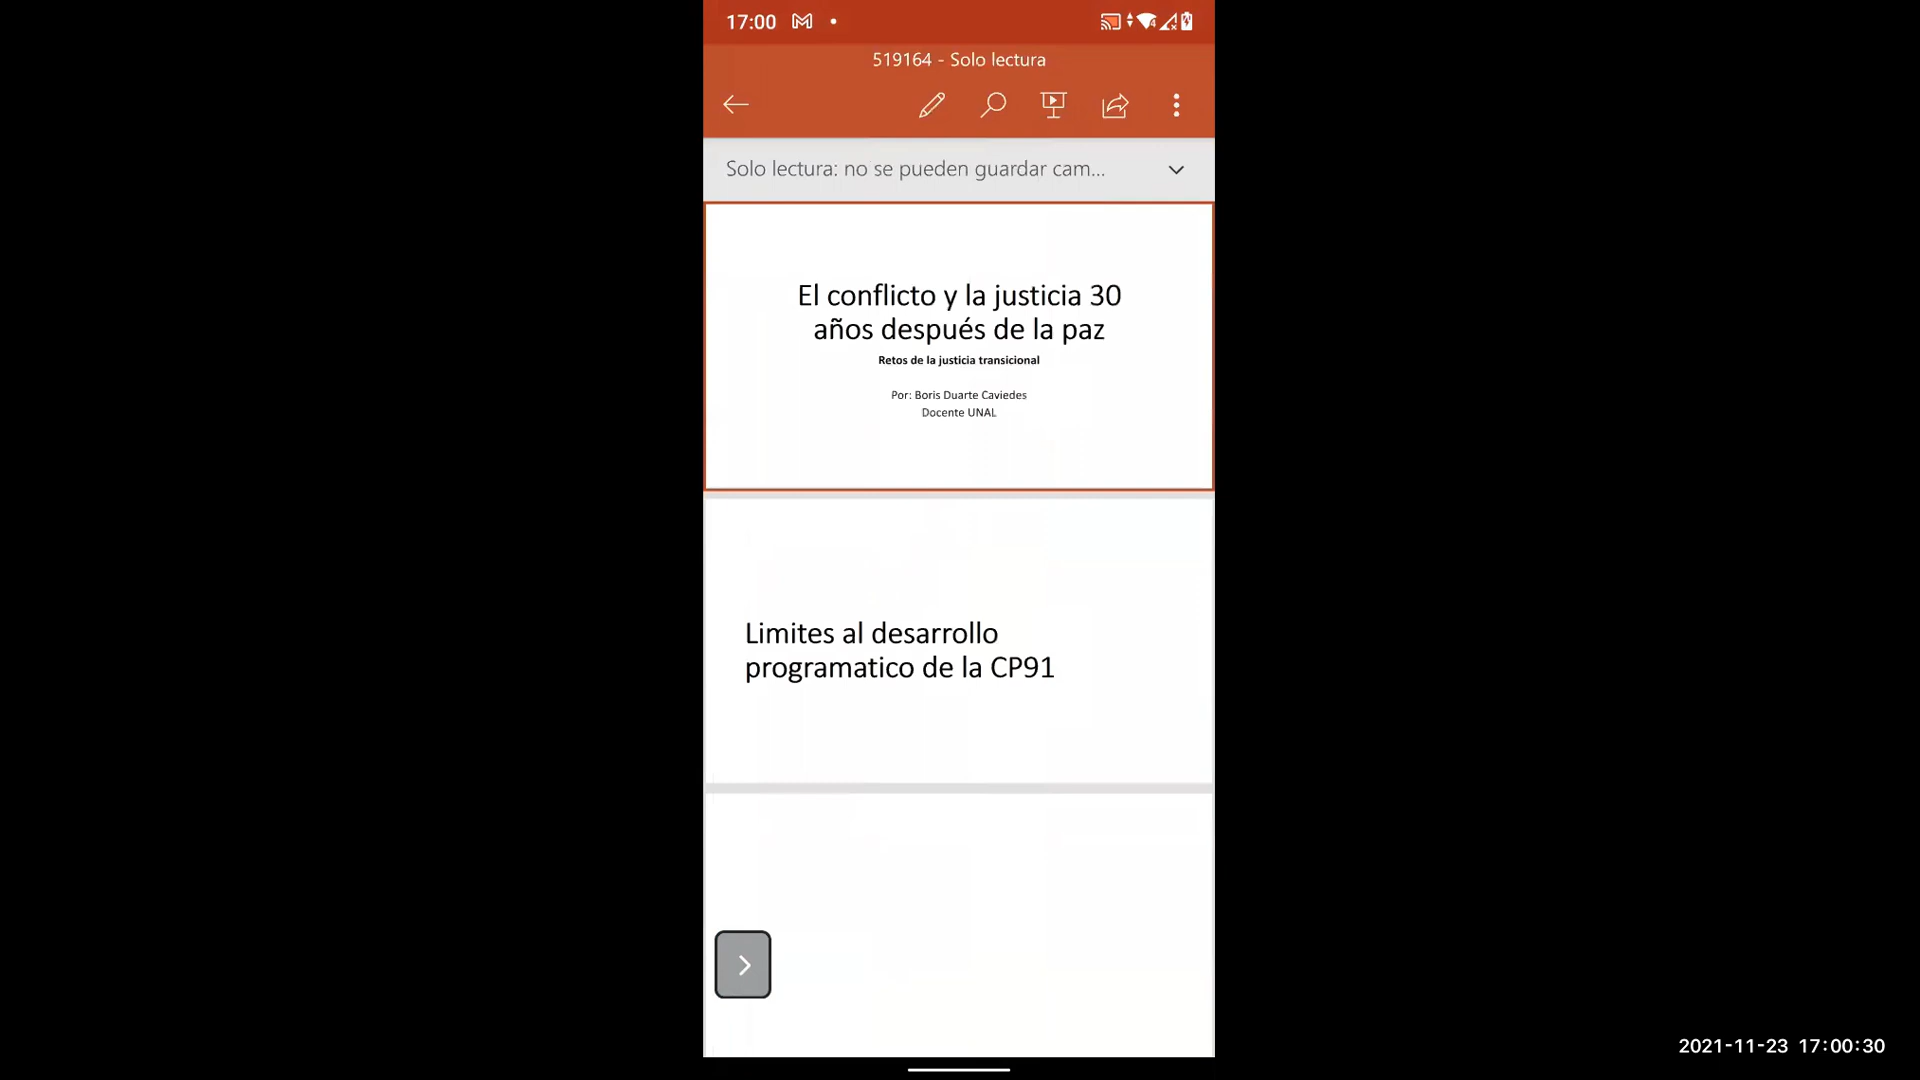 17:00
519164 - Solo lectura
Solo lectura: no se pueden guardar cam...
El conflicto y la justicia 30
años después de la paz
Retos de la justicia transicional
Por: Boris Duarte Caviedes
Docente UNAL
Limites al desarrollo
programatico de la CP91
2021-11-23 17:00:30